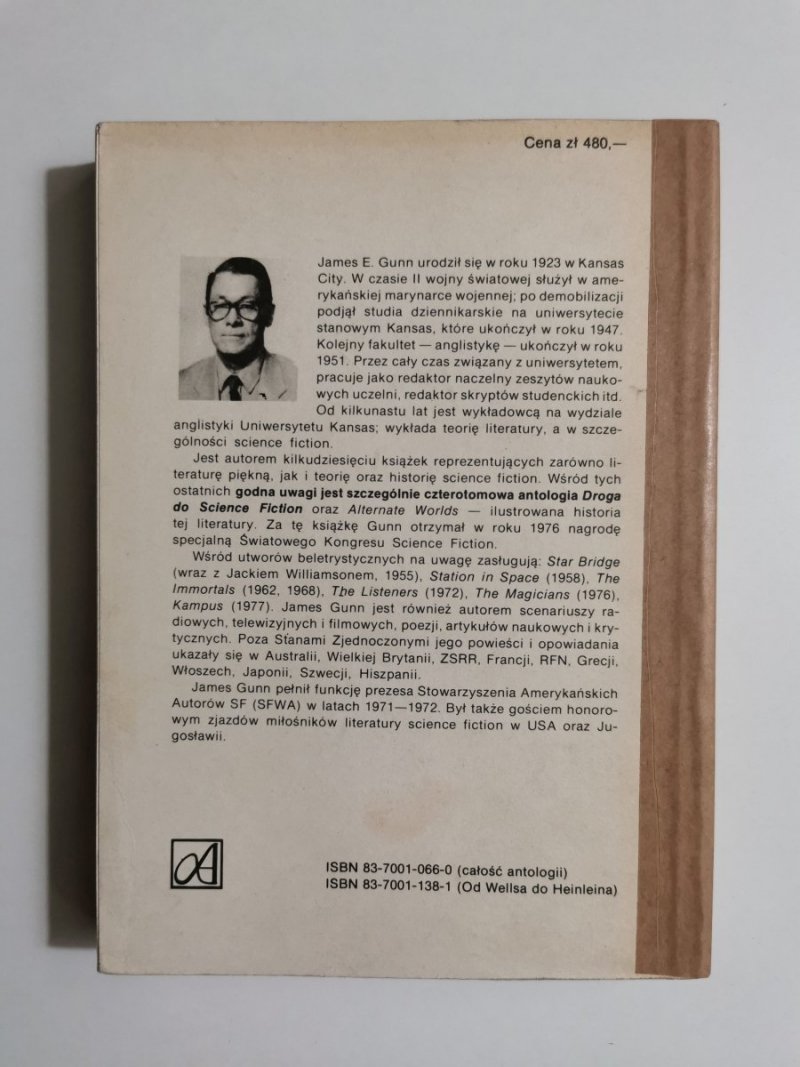 Cena zł 480,—
James E. Gunn urodził się w roku 1923 w Kansas
City. W czasie II wojny światowej służył w ame-
rykańskiej marynarce wojennej; po demobilizacji
podjął studia dziennikarskie na uniwersytecie
stanowym Kansas, które ukończył w roku 1947.
Kolejny fakultet — anglistykę — ukończył w roku
1951. Przez cały czas związany z uniwersytetem,
pracuje jako redaktor naczelny zeszytów nauko-
wych uczelni, redaktor skryptów studenckich itd.
Od kilkunastu lat jest wykładowcą na wydziale
anglistyki Uniwersytetu Kansas; wykłada teorię literatury, a w szcze-
gólności science fiction.
Jest autorem kilkudziesięciu książek reprezentujących zarówno li-
teraturę piękną, jak i teorię oraz historię science fiction. Wśród tych
ostatnich godna uwagi jest szczególnie czterotomowa antologia Droga
do Science Fiction oraz Alternate Worlds — ilustrowana historia
tej literatury. Za tę książkę Gunn otrzymał w roku 1976 nagrodę
specjalną Światowego Kongresu Science Fiction.
Wśród utworów beletrystycznych na uwagę zasługują: Star Bridge
(wraz z Jackiem Williamsonem, 1955), Station in Space (1958), The
Immortals (1962, 1968), The Listeners (1972), The Magicians (1976),
Kampus (1977). James Gunn jest również autorem scenariuszy ra-
diowych, telewizyjnych i filmowych, poezji, artykułów naukowych i kry-
tycznych. Poza Stanami Zjednoczonymi jego powieści i opowiadania
ukazały się w Australii, Wielkiej Brytanii, ZSRR, Francji, RFN, Grecji,
Włoszech, Japonii, Szwecji, Hiszpanii.
James Gunn pełnił funkcję prezesa Stowarzyszenia Amerykańskich
Autorów SF (SFWA) w latach 1971—1972. Był także gościem honoro-
wym zjazdów miłośników literatury science fiction w USA oraz Ju-
gosławii.
ISBN 83-7001-066-0 (całość antologii)
ISBN 83-7001-138-1 (Od Wellsa do Heinleina)